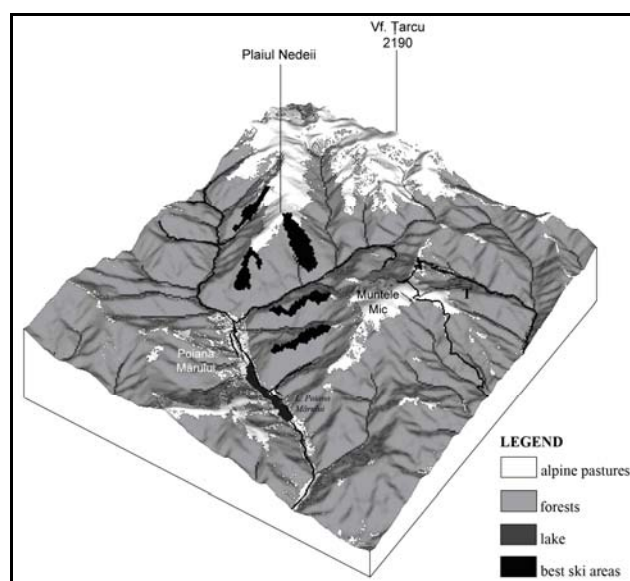 Vf. Țarcu
2190
Plaiul Nedeii
Muntele
Mic
Poiana
Mărului
L. Poiana
Mărului
LEGEND
alpine pastures
forests
lake
best ski areas